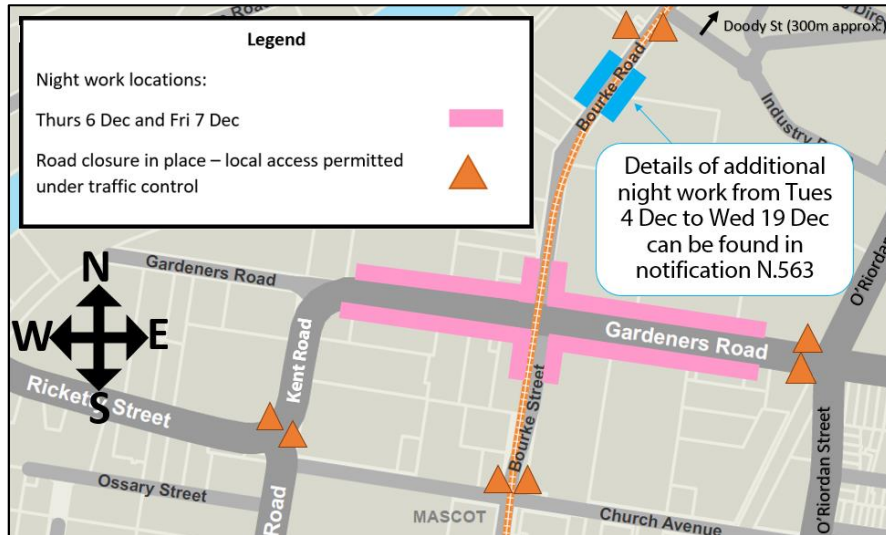 Legend
Night work locations:
Thurs 6 Dec and Fri 7 Dec
Road closure in place – local access permitted
under traffic control
Doody St (300m approx.)
Bourke Road
Industry
Details of additional
night work from Tues
4 Dec to Wed 19 Dec
can be found in
notification N.563
O'Riordan
N
W
E
S
Gardeners Road
Kent Road
Gardeners Road
Ricketty Street
Bourke Street
O'Riordan Street
Ossary Street
Road
MASCOT
Church Avenue